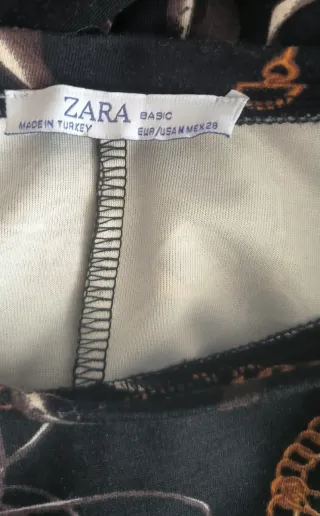 ZARA BASIC
MADE IN TURKEY EUR/USA M MEX 28